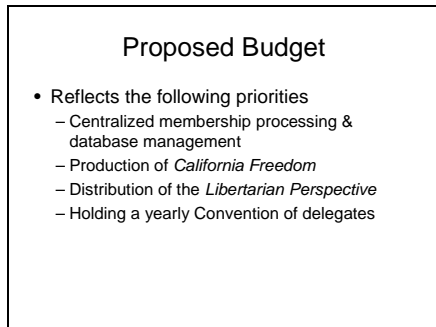 Proposed Budget
• Reflects the following priorities
– Centralized membership processing &
database management
– Production of California Freedom
– Distribution of the Libertarian Perspective
– Holding a yearly Convention of delegates